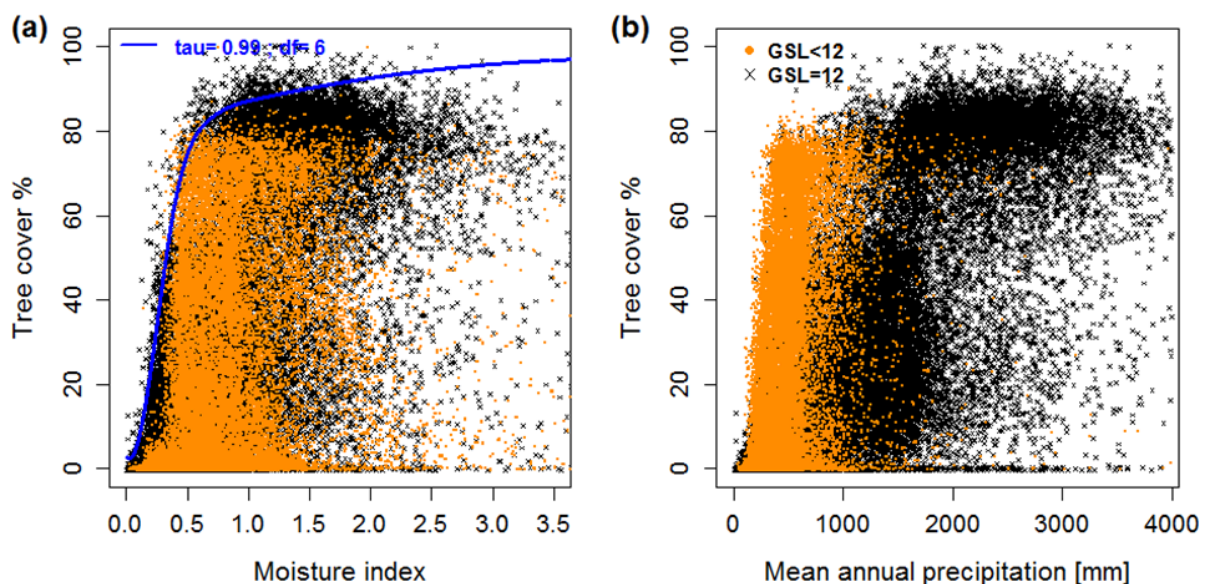 (a)
tau= 0.99 ; df= 6
100
80
60
40
20
0
Tree cover %
0.0 0.5 1.0 1.5 2.0 2.5 3.0 3.5
Moisture index
(b)
GSL<12
GSL=12
100
80
60
40
20
0
Tree cover %
0 1000 2000 3000 4000
Mean annual precipitation [mm]